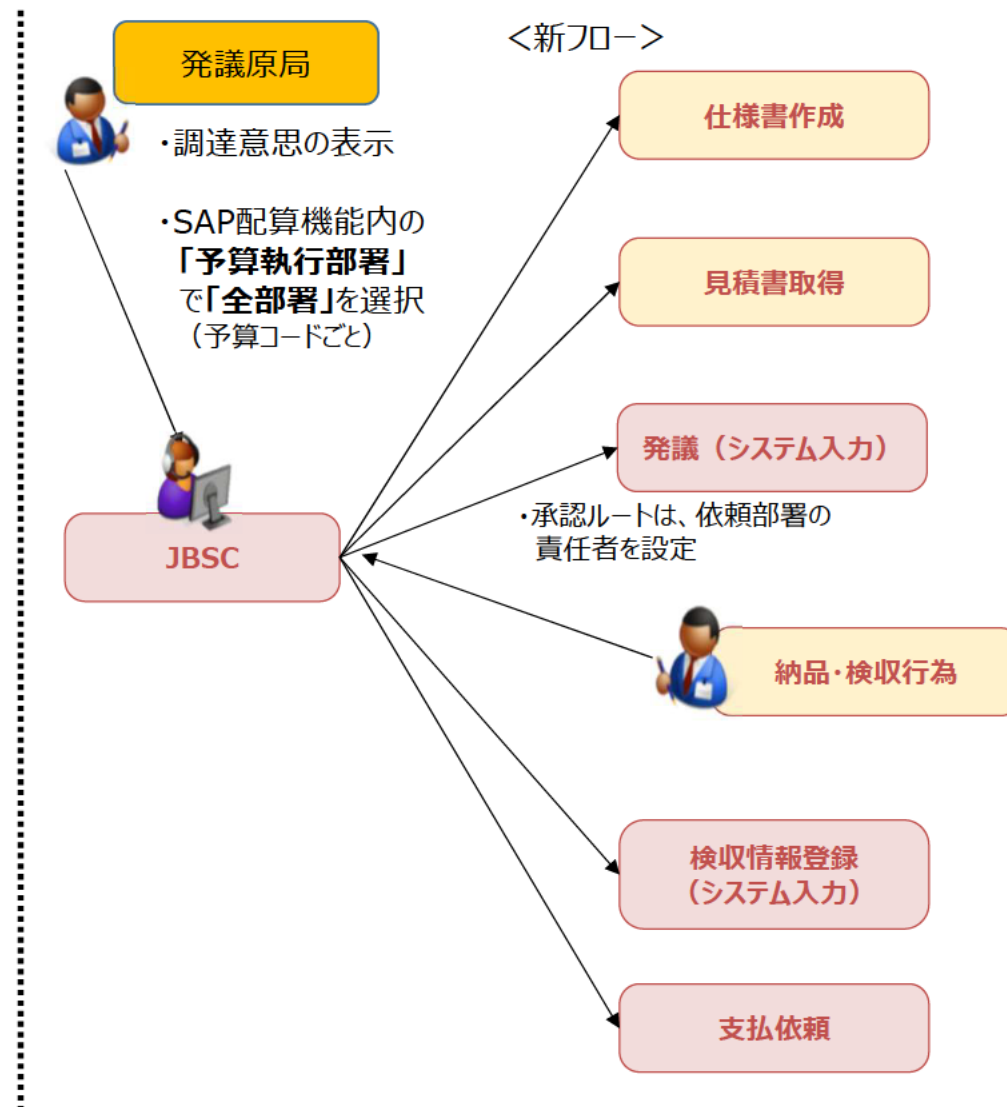 発議原局
＜新フロー＞
・調達意思の表示
・SAP配算機能内の
「予算執行部署」
で「全部署」を選択
（予算コードごと）
JBSC
仕様書作成
見積書取得
発議（システム入力）
・承認ルートは、依頼部署の
責任者を設定
納品・検収行為
検収情報登録
（システム入力）
支払依頼